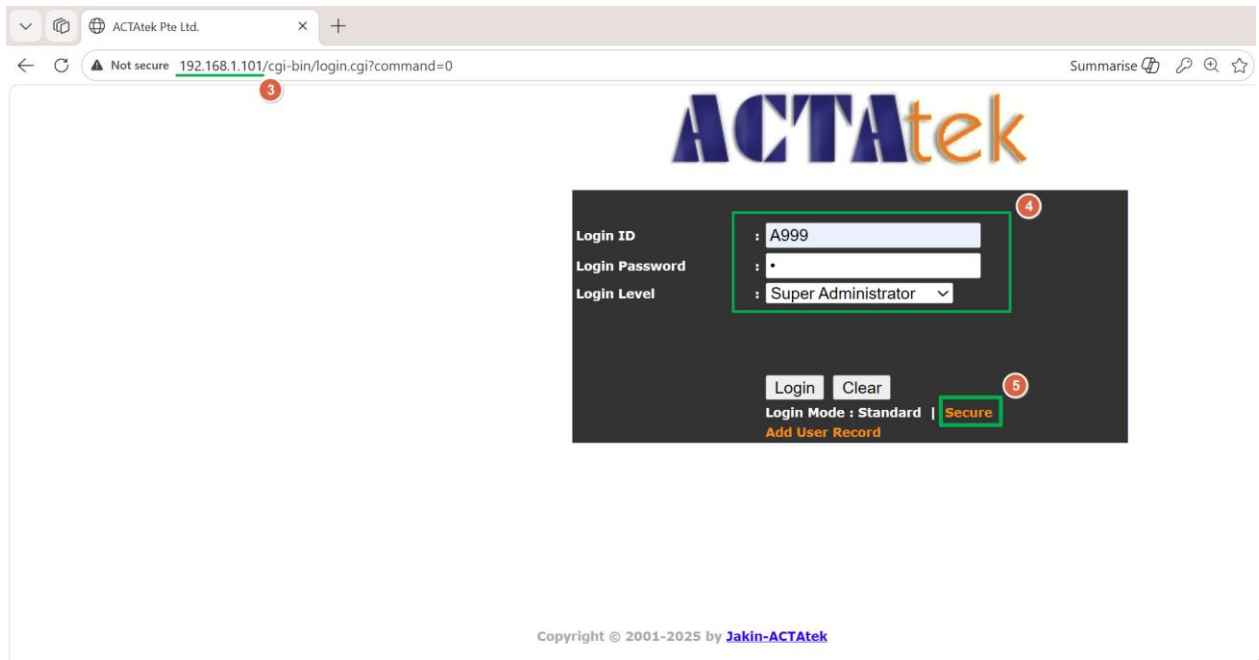 ACTAtek Pte Ltd.
Not secure 192.168.1.101/cgi-bin/login.cgi?command=0 Summarise
3
ACTAtek
4
Login ID : A999
Login Password : •
Login Level : Super Administrator
Login Clear 5
Login Mode : Standard | Secure
Add User Record
Copyright © 2001-2025 by Jakin-ACTAtek